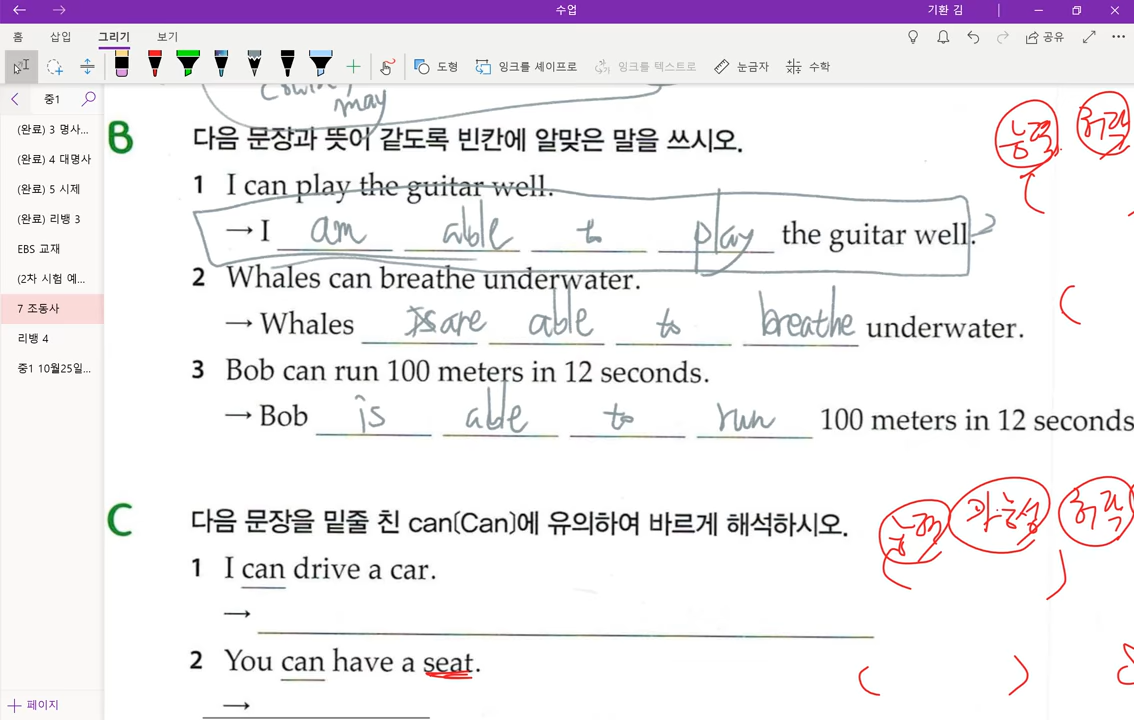 수업
기환 김
홈 삽입 그리기 보기
도형 잉크를 셰이프로 잉크를 텍스트로 눈금자 수학 공유
중1
(완료) 3 명사...
(완료) 4 대명사
(완료) 5 시제
(완료) 리뱅 3
EBS 교재
(2차 시험 예...
7 조동사
리뱅 4
중1 10월25일...
페이지
may
B 다음 문장과 뜻이 같도록 빈칸에 알맞은 말을 쓰시오.
능력 허락
1 I can play the guitar well.
→ I am able to play the guitar well.
2 Whales can breathe underwater.
→ Whales is are able to breathe underwater.
3 Bob can run 100 meters in 12 seconds.
→ Bob is able to run 100 meters in 12 seconds
능력 가능성 허락
C 다음 문장을 밑줄 친 can(Can)에 유의하여 바르게 해석하시오.
( )
1 I can drive a car.
→
2 You can have a seat.
( )
→